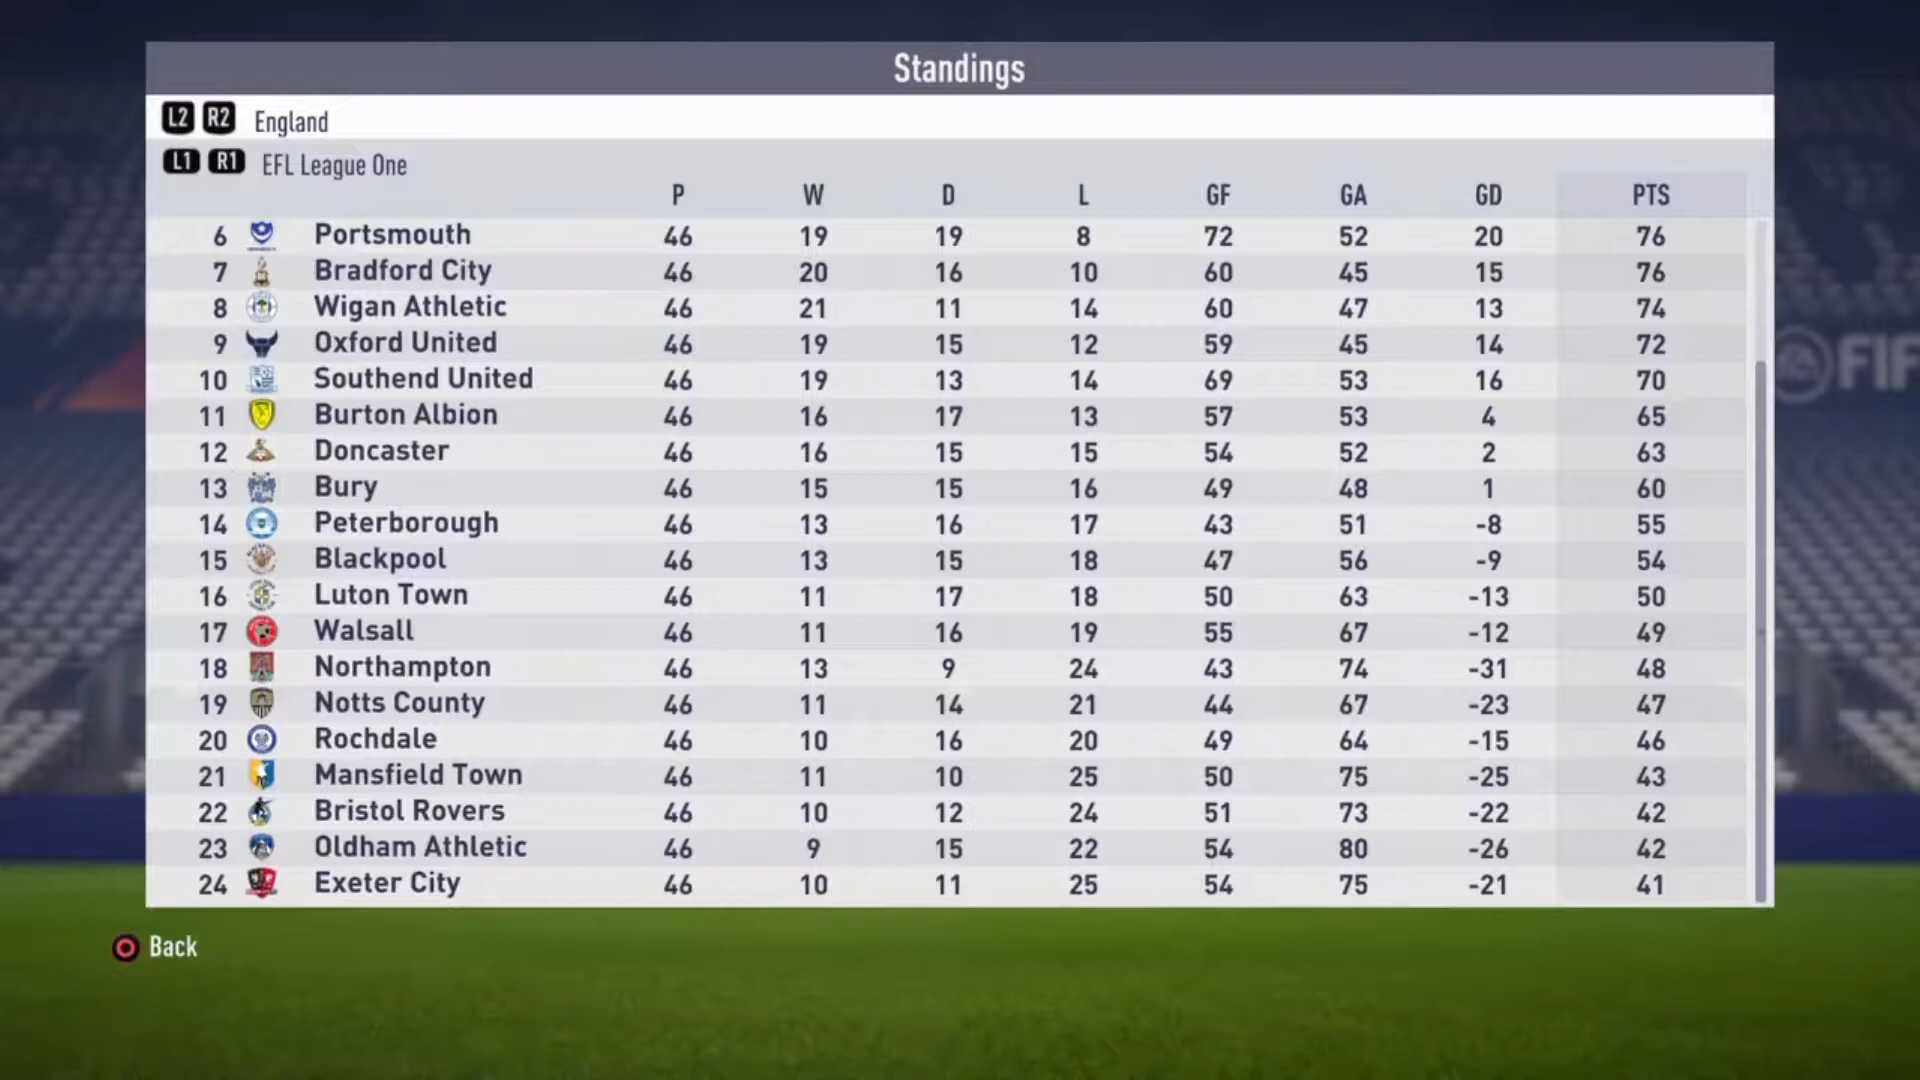 Standings
L2 R2 England
L1 R1 EFL League One
P W D L GF GA GD PTS
6 Portsmouth 46 19 19 8 72 52 20 76
7 Bradford City 46 20 16 10 60 45 15 76
8 Wigan Athletic 46 21 11 14 60 47 13 74
9 Oxford United 46 19 15 12 59 45 14 72
10 Southend United 46 19 13 14 69 53 16 70
11 Burton Albion 46 16 17 13 57 53 4 65
12 Doncaster 46 16 15 15 54 52 2 63
13 Bury 46 15 15 16 49 48 1 60
14 Peterborough 46 13 16 17 43 51 -8 55
15 Blackpool 46 13 15 18 47 56 -9 54
16 Luton Town 46 11 17 18 50 63 -13 50
17 Walsall 46 11 16 19 55 67 -12 49
18 Northampton 46 13 9 24 43 74 -31 48
19 Notts County 46 11 14 21 44 67 -23 47
20 Rochdale 46 10 16 20 49 64 -15 46
21 Mansfield Town 46 11 10 25 50 75 -25 43
22 Bristol Rovers 46 10 12 24 51 73 -22 42
23 Oldham Athletic 46 9 15 22 54 80 -26 42
24 Exeter City 46 10 11 25 54 75 -21 41
Back
FIF